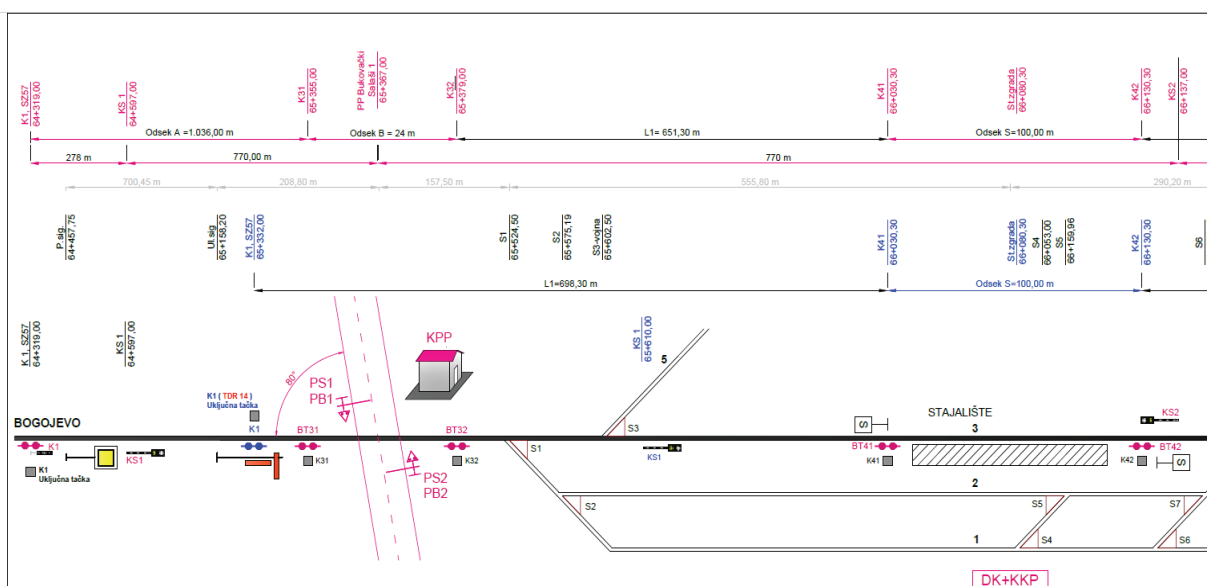 K1, SZ57
64+319,00
KS 1
64+597,00
K31
65+355,00
PP Bukovački
Salaši 1
65+367,00
K32
65+379,00
K41
66+030,30
St.zgrada
66+080,30
K42
66+130,30
KS2
66+137,00
Odsek A =1.036,00 m
Odsek B = 24 m
L1= 651,30 m
Odsek S=100,00 m
278 m
770,00 m
770 m
700,45 m
208,80 m
157,50 m
555,80 m
290,20 m
P.sig.
64+457,75
Ul.sig
65+158,20
K1, SZ57
65+332,00
S1
65+524,50
S2
65+575,19
S3-vojna
65+602,50
K41
66+030,30
St.zgrada
66+080,30
S4
66+053,00
S5
66+159,96
K42
66+130,30
S6
L1=698,30 m
Odsek S=100,00 m
K 1, SZ57
64+319,00
KS 1
64+597,00
KS 1
65+610,00
5
80°
KPP
PS1
PB1
K1 ( TDR 14 )
Uključna tačka
BOGOJEVO
K1
K1
BT31
BT32
S3
STAJALIŠTE
3
S
KS2
KS1
K1
Uključna tačka
K31
K32
S1
KS1
BT41
K41
BT42
K42
S
PS2
PB2
2
S2
S5
S7
1
S4
S6
DK+KKP